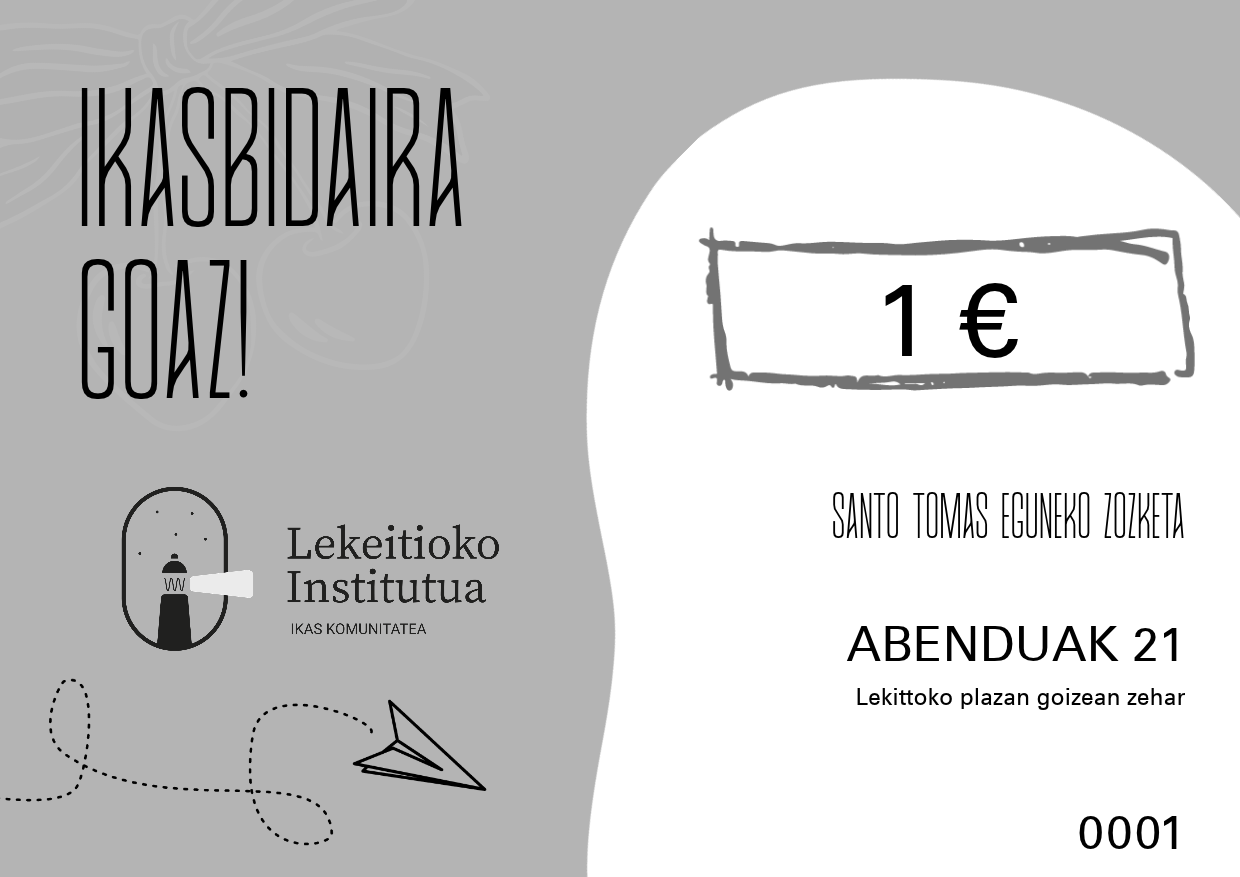 IKASBIDAIRA
GOAZ!
Lekeitioko
Institutua
IKAS KOMUNITATEA
1 €
SANTO TOMAS EGUNEKO ZOZKETA
ABENDUAK 21
Lekittoko plazan goizean zehar
0001